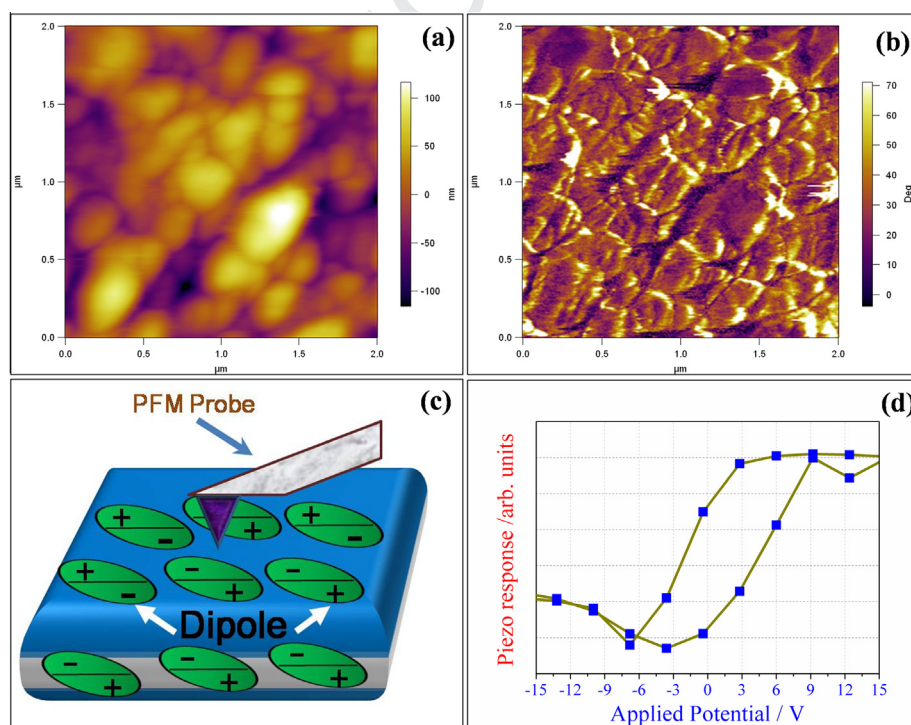 (a)
2.0
1.5
1.0
0.5
0.0
µm
0.0 0.5 1.0 1.5 2.0
µm
100
50
0
-50
-100
nm
(b)
2.0
1.5
1.0
0.5
0.0
µm
0.0 0.5 1.0 1.5 2.0
µm
70
60
50
40
30
20
10
0
Deg
(c)
PFM Probe
+ + +
- - -
+ - -
- + +
Dipole
- - -
+ + +
(d)
Piezo response /arb. units
-15 -12 -9 -6 -3 0 3 6 9 12 15
Applied Potential / V